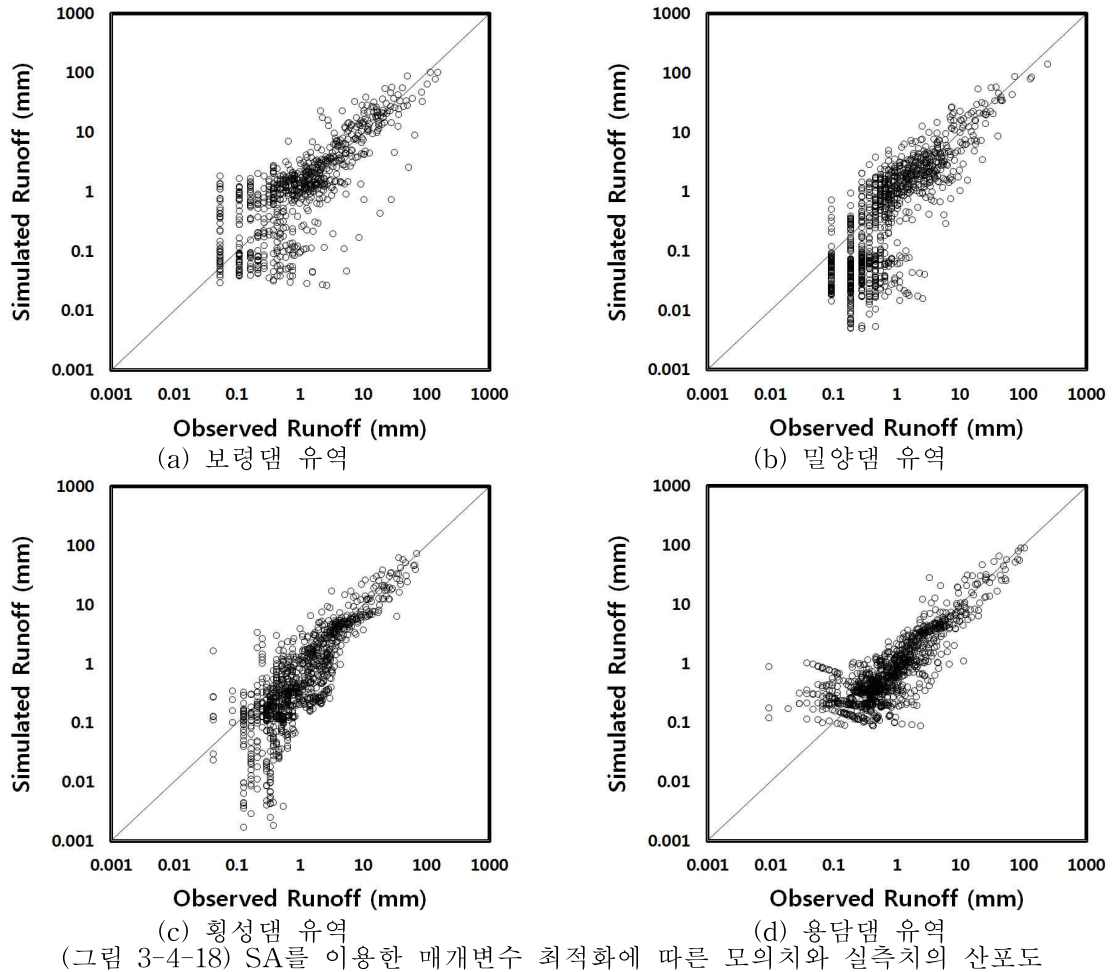 1000
100
10
1
0.1
0.01
0.001
Simulated Runoff (mm)
0.001 0.01 0.1 1 10 100 1000
Observed Runoff (mm)
(a) 보령댐 유역
1000
100
10
1
0.1
0.01
0.001
Simulated Runoff (mm)
0.001 0.01 0.1 1 10 100 1000
Observed Runoff (mm)
(b) 밀양댐 유역
1000
100
10
1
0.1
0.01
0.001
Simulated Runoff (mm)
0.001 0.01 0.1 1 10 100 1000
Observed Runoff (mm)
(c) 횡성댐 유역
1000
100
10
1
0.1
0.01
0.001
Simulated Runoff (mm)
0.001 0.01 0.1 1 10 100 1000
Observed Runoff (mm)
(d) 용담댐 유역
(그림 3-4-18) SA를 이용한 매개변수 최적화에 따른 모의치와 실측치의 산포도